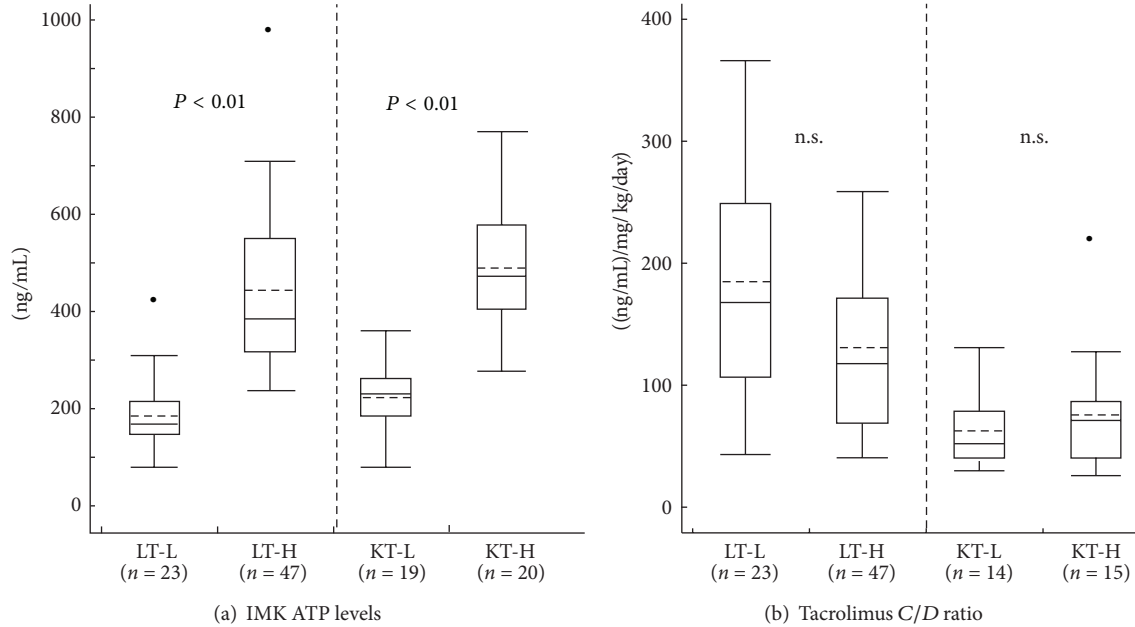 1000
800
600
400
200
0
(ng/mL)
P < 0.01
P < 0.01
LT-L
(n = 23)
LT-H
(n = 47)
KT-L
(n = 19)
KT-H
(n = 20)
(a) IMK ATP levels
400
300
200
100
0
((ng/mL)/mg/kg/day)
n.s.
n.s.
LT-L
(n = 23)
LT-H
(n = 47)
KT-L
(n = 14)
KT-H
(n = 15)
(b) Tacrolimus C/D ratio